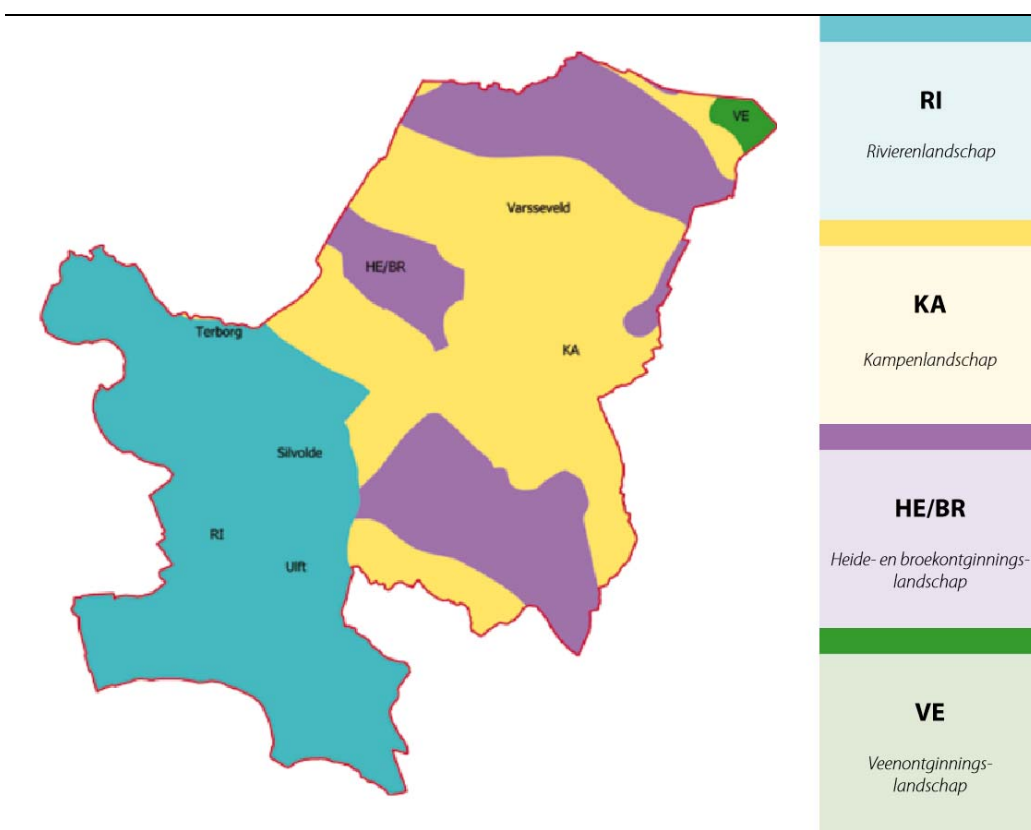 VE
Varsseveld
HE/BR
Terborg
KA
Silvolde
RI
Ulft
RI
Rivierenlandschap
KA
Kampenlandschap
HE/BR
Heide- en broekontginnings-
landschap
VE
Veenontginnings-
landschap